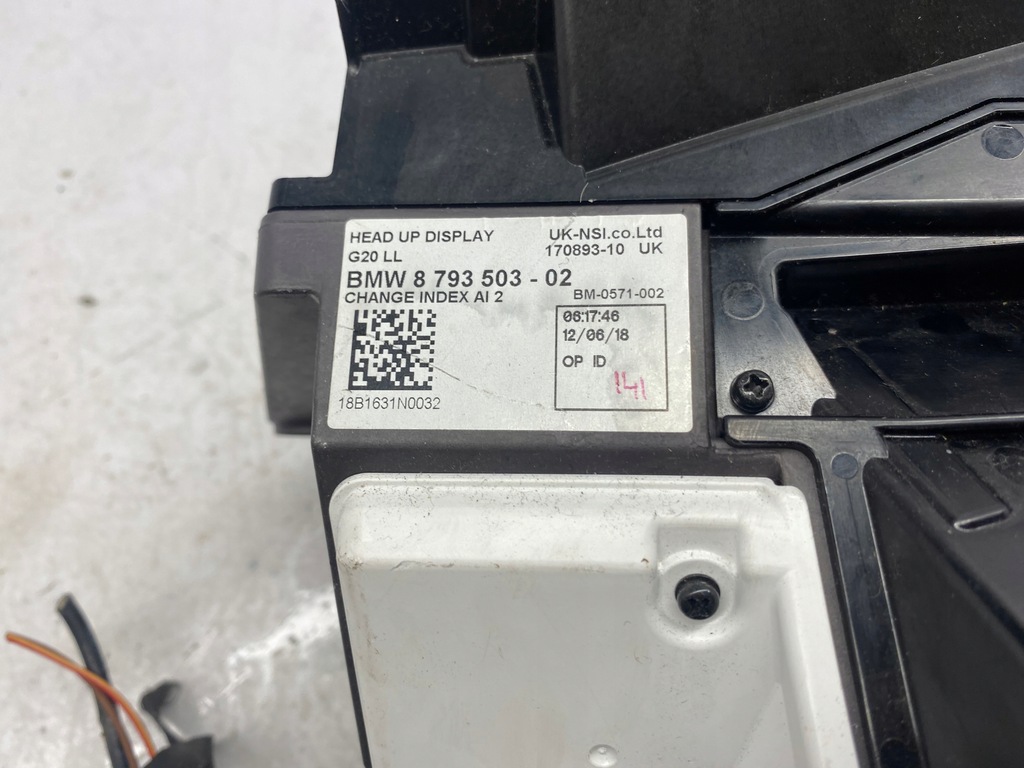 HEAD UP DISPLAY UK-NSI.co.Ltd
G20 LL 170893-10 UK
BMW 8 793 503 - 02
CHANGE INDEX AI 2 BM-0571-002
06:17:46
12/06/18
OP ID
141
18B1631N0032